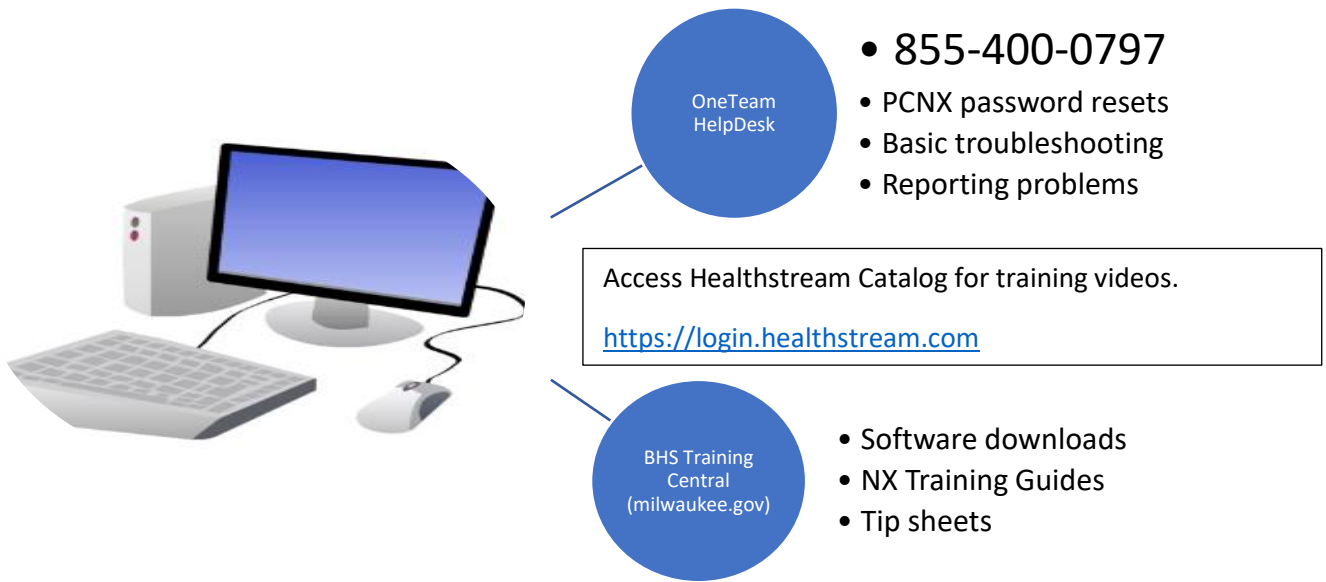 OneTeam
HelpDesk
• 855-400-0797
• PCNX password resets
• Basic troubleshooting
• Reporting problems
Access Healthstream Catalog for training videos.
https://login.healthstream.com
BHS Training
Central
(milwaukee.gov)
• Software downloads
• NX Training Guides
• Tip sheets